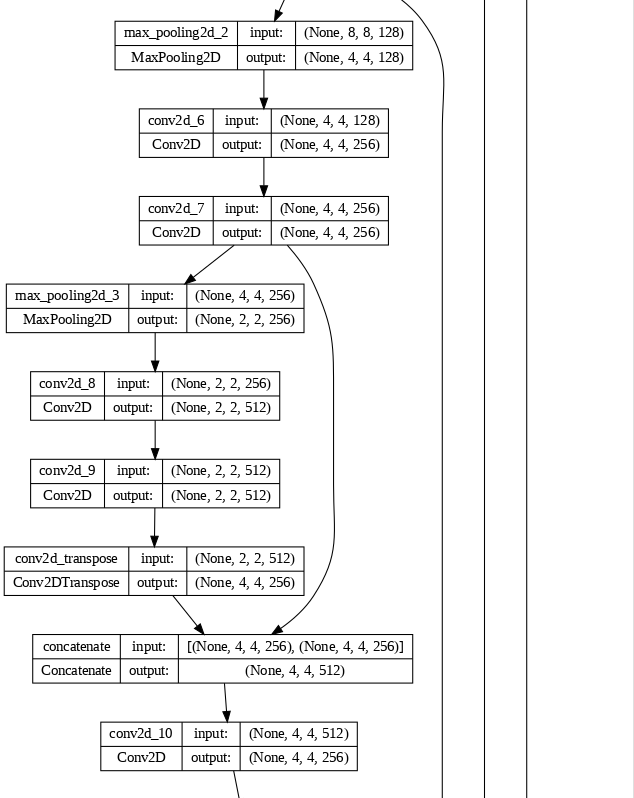 max_pooling2d_2 input: (None, 8, 8, 128)
MaxPooling2D output: (None, 4, 4, 128)
conv2d_6 input: (None, 4, 4, 128)
Conv2D output: (None, 4, 4, 256)
conv2d_7 input: (None, 4, 4, 256)
Conv2D output: (None, 4, 4, 256)
max_pooling2d_3 input: (None, 4, 4, 256)
MaxPooling2D output: (None, 2, 2, 256)
conv2d_8 input: (None, 2, 2, 256)
Conv2D output: (None, 2, 2, 512)
conv2d_9 input: (None, 2, 2, 512)
Conv2D output: (None, 2, 2, 512)
conv2d_transpose input: (None, 2, 2, 512)
Conv2DTranspose output: (None, 4, 4, 256)
concatenate input: [(None, 4, 4, 256), (None, 4, 4, 256)]
Concatenate output: (None, 4, 4, 512)
conv2d_10 input: (None, 4, 4, 512)
Conv2D output: (None, 4, 4, 256)